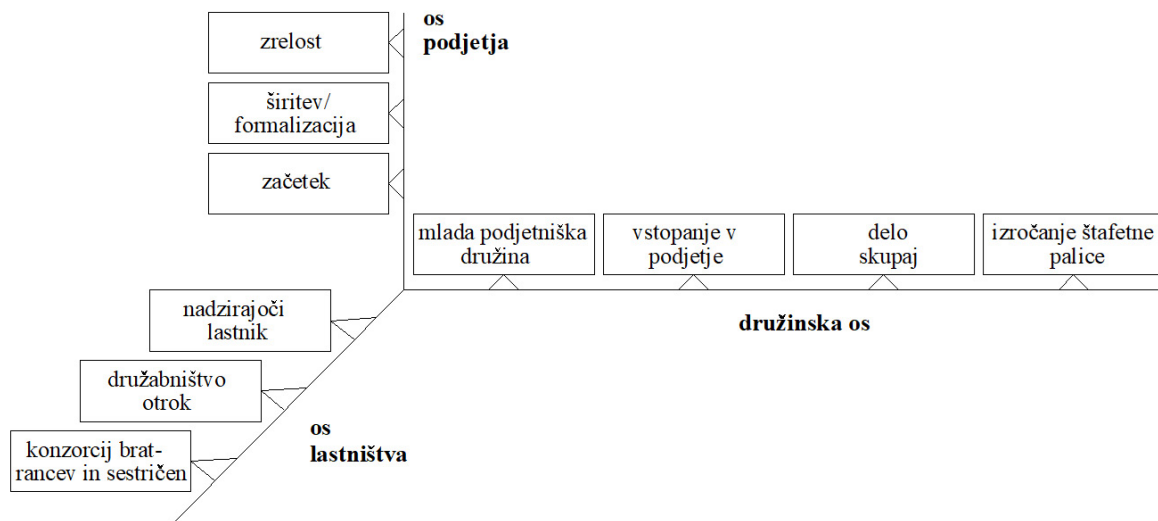 zrelost
os
podjetja
širitev/
formalizacija
začetek
mlada podjetniška
družina
vstopanje v
podjetje
delo
skupaj
izročanje štafetne
palice
družinska os
nadzirajoči
lastnik
družabništvo
otrok
konzorcij brat-
rancev in sestričen
os
lastništva